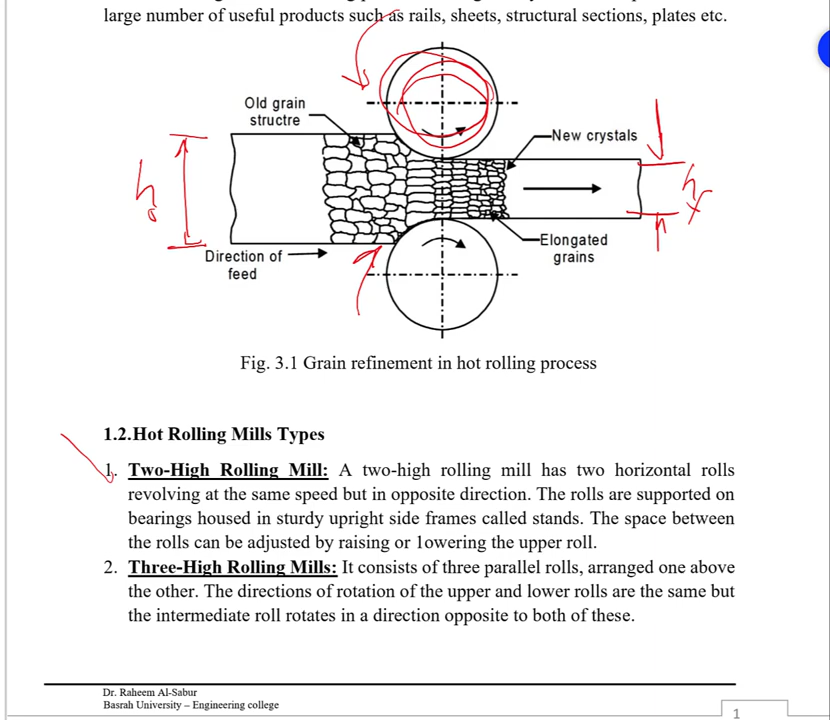 large number of useful products such as rails, sheets, structural sections, plates etc.
Old grain
structre
New crystals
h₀
h f
Elongated
grains
Direction of
feed
Fig. 3.1 Grain refinement in hot rolling process
1.2.Hot Rolling Mills Types
1. Two-High Rolling Mill: A two-high rolling mill has two horizontal rolls
revolving at the same speed but in opposite direction. The rolls are supported on
bearings housed in sturdy upright side frames called stands. The space between
the rolls can be adjusted by raising or lowering the upper roll.
2. Three-High Rolling Mills: It consists of three parallel rolls, arranged one above
the other. The directions of rotation of the upper and lower rolls are the same but
the intermediate roll rotates in a direction opposite to both of these.
Dr. Raheem Al-Sabur
Basrah University – Engineering college
1